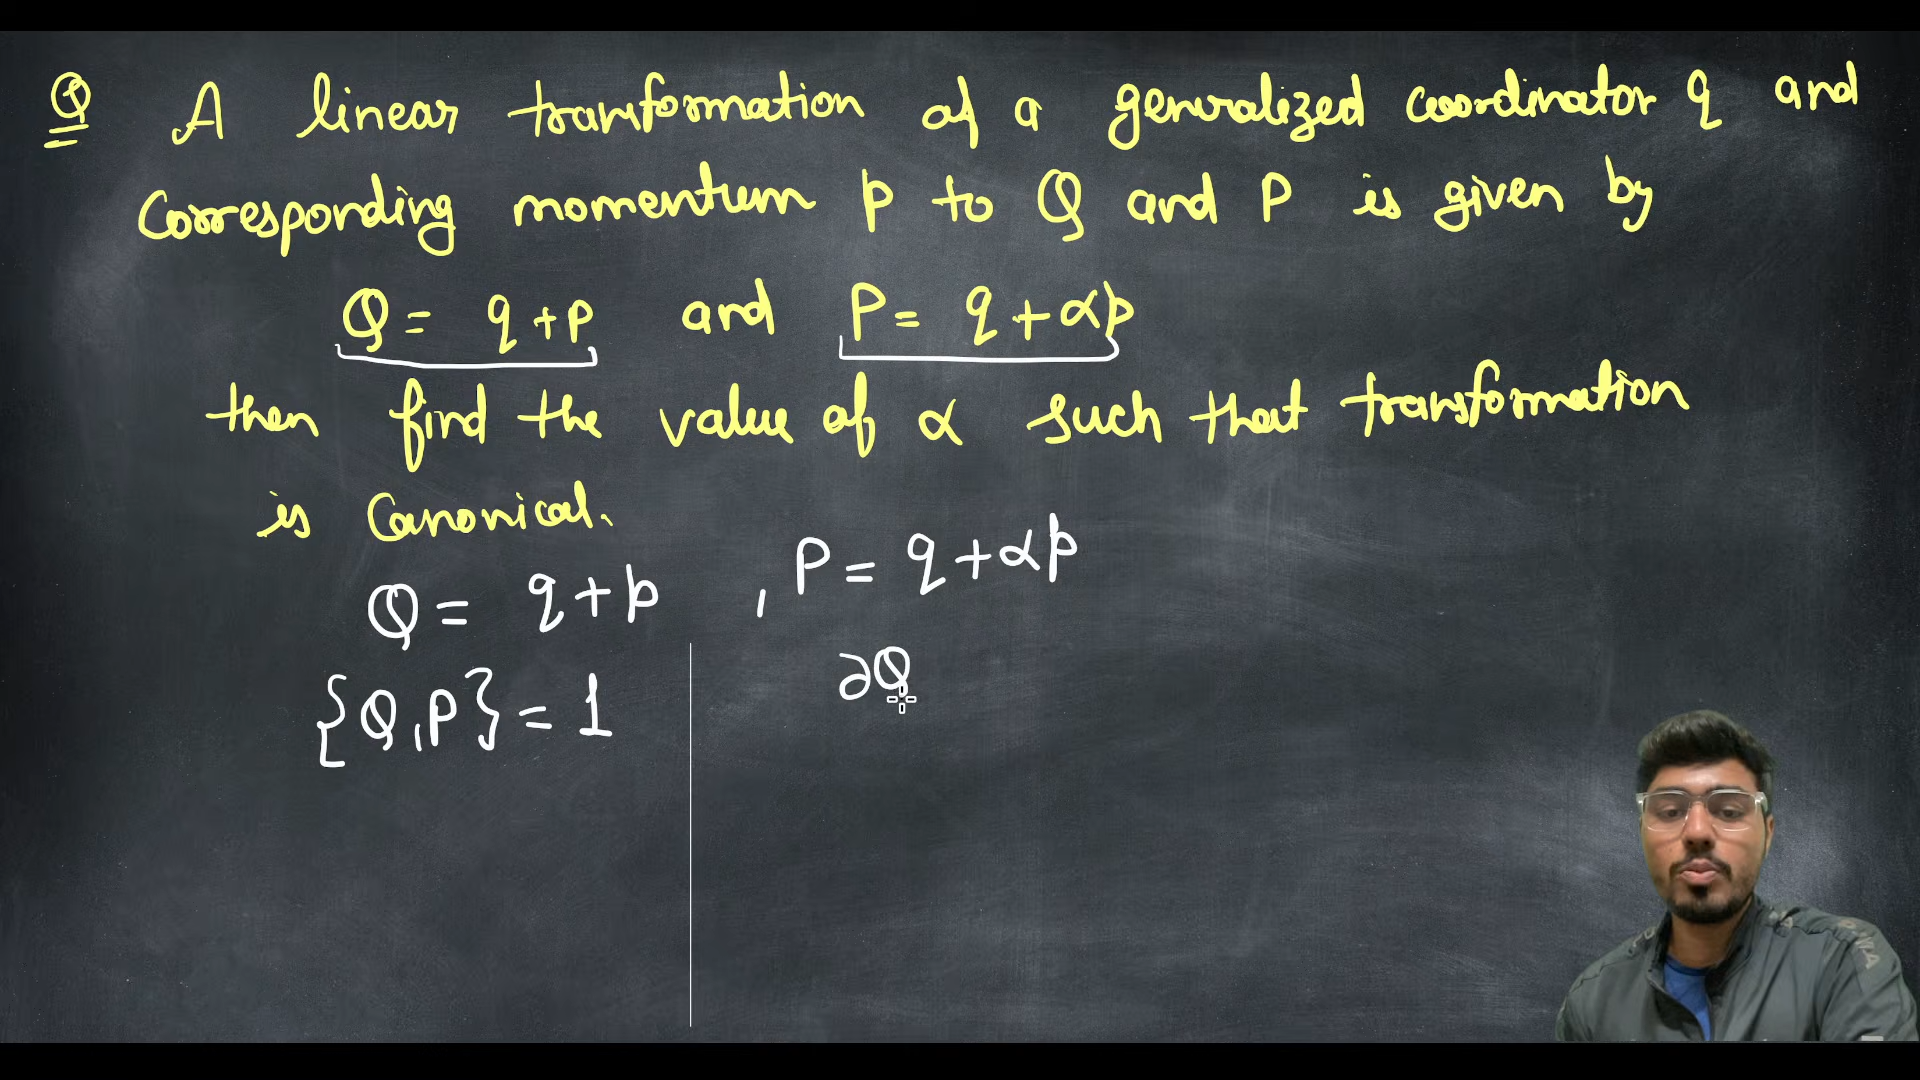 Q A linear transformation of a generalized coordinator q and
Corresponding momentum p to Q and P is given by
Q = q + p and P = q + αp
then find the value of α such that transformation
is Canonical.
Q = q + p , P = q + αp
{Q, P} = 1
∂Q